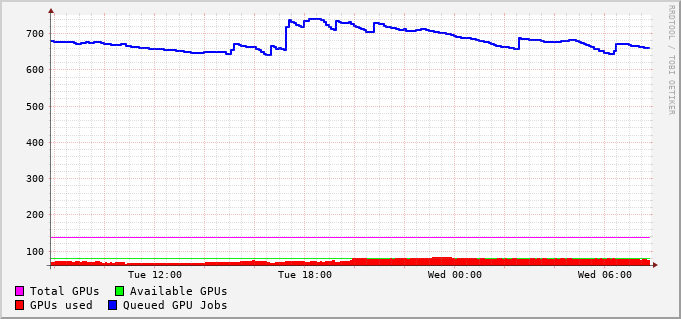 700
600
500
400
300
200
100
Tue 12:00 Tue 18:00 Wed 00:00 Wed 06:00
Total GPUs Available GPUs
GPUs used Queued GPU Jobs
RRDTOOL / TOBI OETIKER